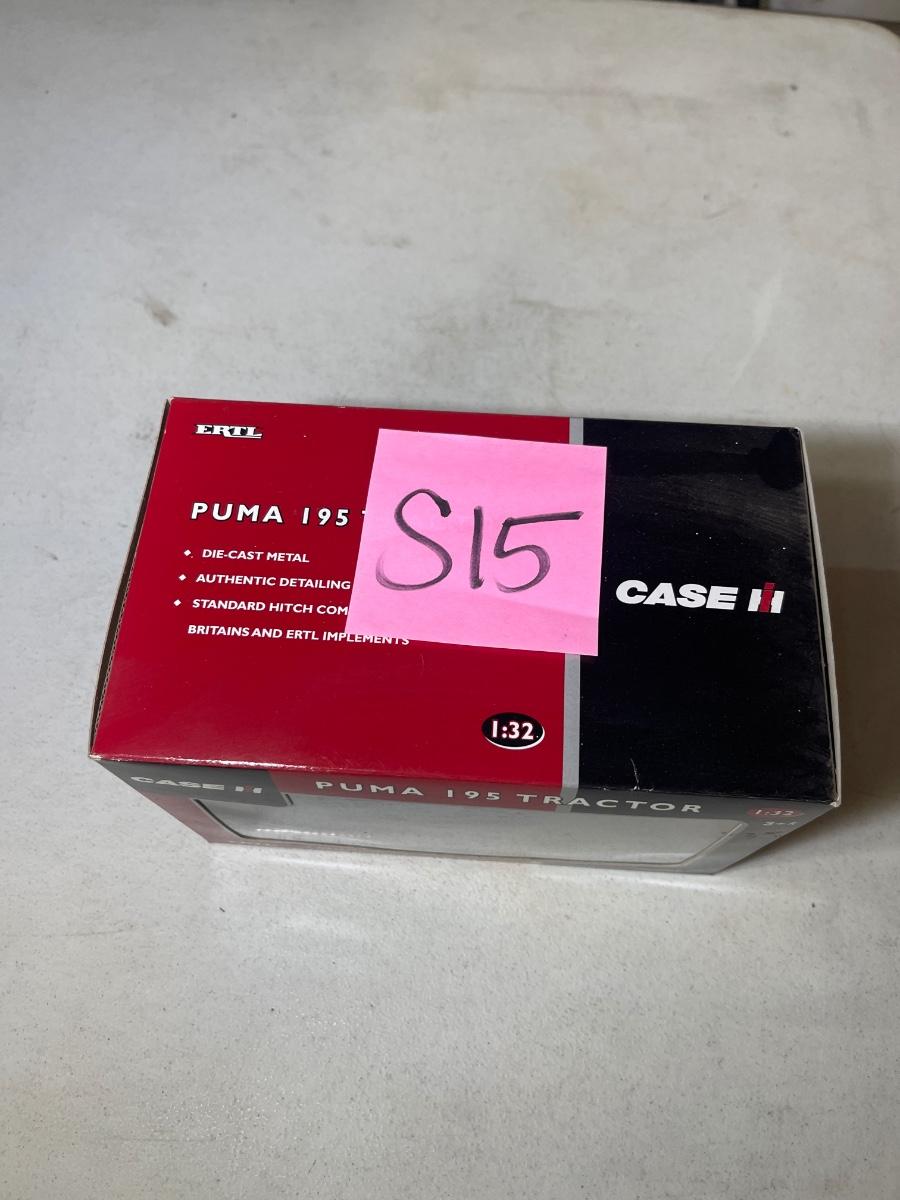 ERTL
PUMA 195
S15
DIE-CAST METAL
AUTHENTIC DETAILING
STANDARD HITCH COM
BRITAINS AND ERTL IMPLEMENTS
CASE IH
1:32
CASE IH
PUMA 195 TRACTOR
1:32